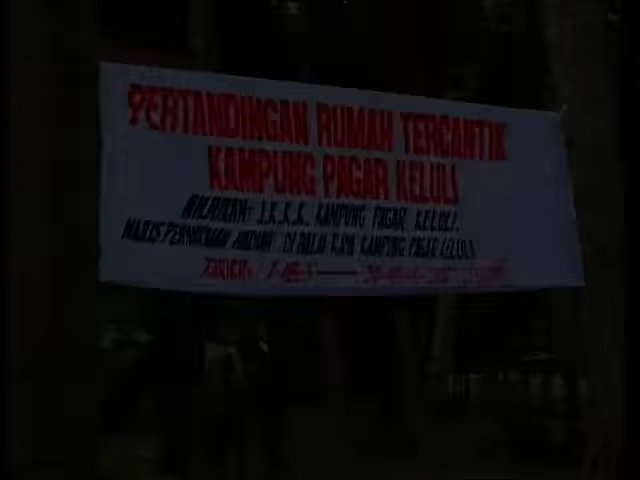 PERTANDINGAN RUMAH TERCANTIK
KAMPUNG PAGAR KELULI
ANJURAN: J.K.K.K. KAMPUNG PAGAR KELULI.
MAJLIS PENYAMPAIAN HADIAH: DI BALAI RAYA KAMPUNG PAGAR KELULI
TARIKH: